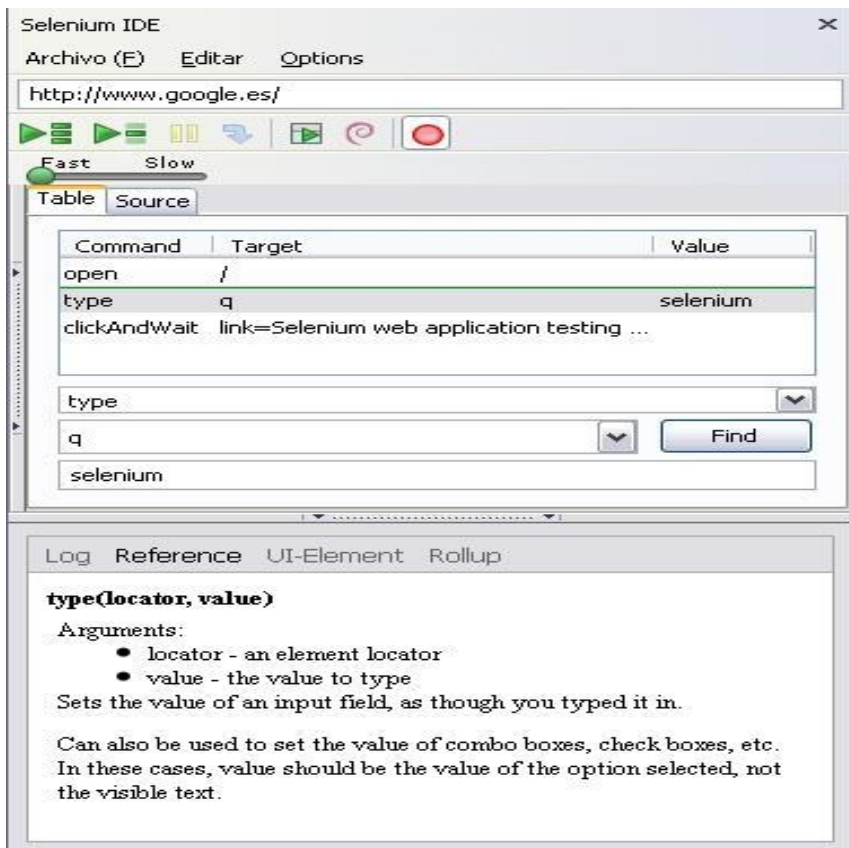 Selenium IDE
Archivo (F) Editar Options
http://www.google.es/
Fast Slow
Table Source
Command Target Value
open /
type q selenium
clickAndWait link=Selenium web application testing ...
type
q Find
selenium
Log Reference UI-Element Rollup
type(locator, value)
Arguments:
● locator - an element locator
● value - the value to type
Sets the value of an input field, as though you typed it in.
Can also be used to set the value of combo boxes, check boxes, etc.
In these cases, value should be the value of the option selected, not
the visible text.